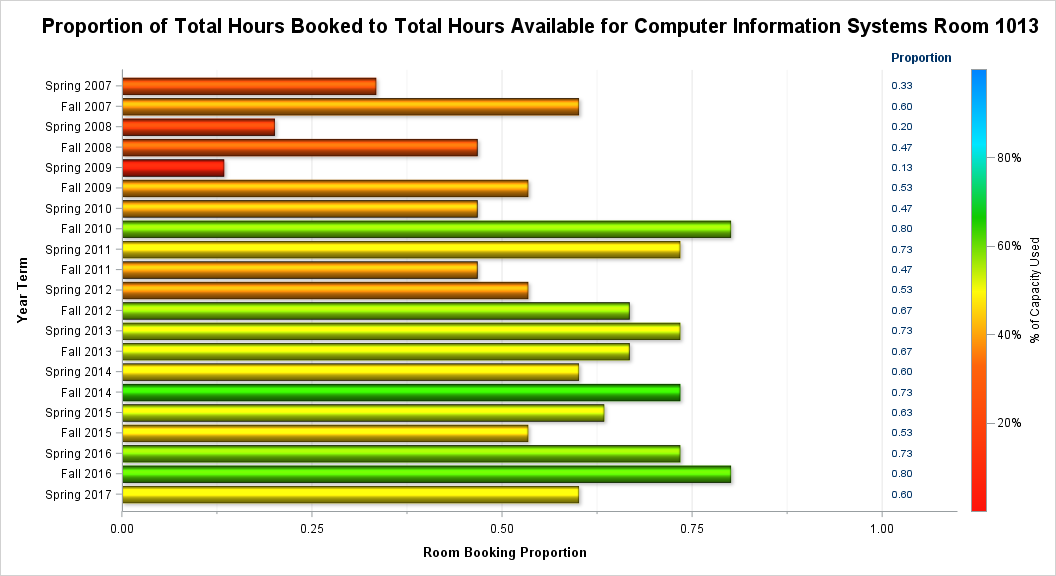 Proportion of Total Hours Booked to Total Hours Available for Computer Information Systems Room 1013
Proportion
Spring 2007 0.33
Fall 2007 0.60
Spring 2008 0.20
Fall 2008 0.47
Spring 2009 0.13
Fall 2009 0.53
Spring 2010 0.47
Fall 2010 0.80
Spring 2011 0.73
Fall 2011 0.47
Spring 2012 0.53
Fall 2012 0.67
Spring 2013 0.73
Fall 2013 0.67
Spring 2014 0.60
Fall 2014 0.73
Spring 2015 0.63
Fall 2015 0.53
Spring 2016 0.73
Fall 2016 0.80
Spring 2017 0.60
Year Term
0.00 0.25 0.50 0.75 1.00
Room Booking Proportion
80%
60%
40%
20%
% of Capacity Used